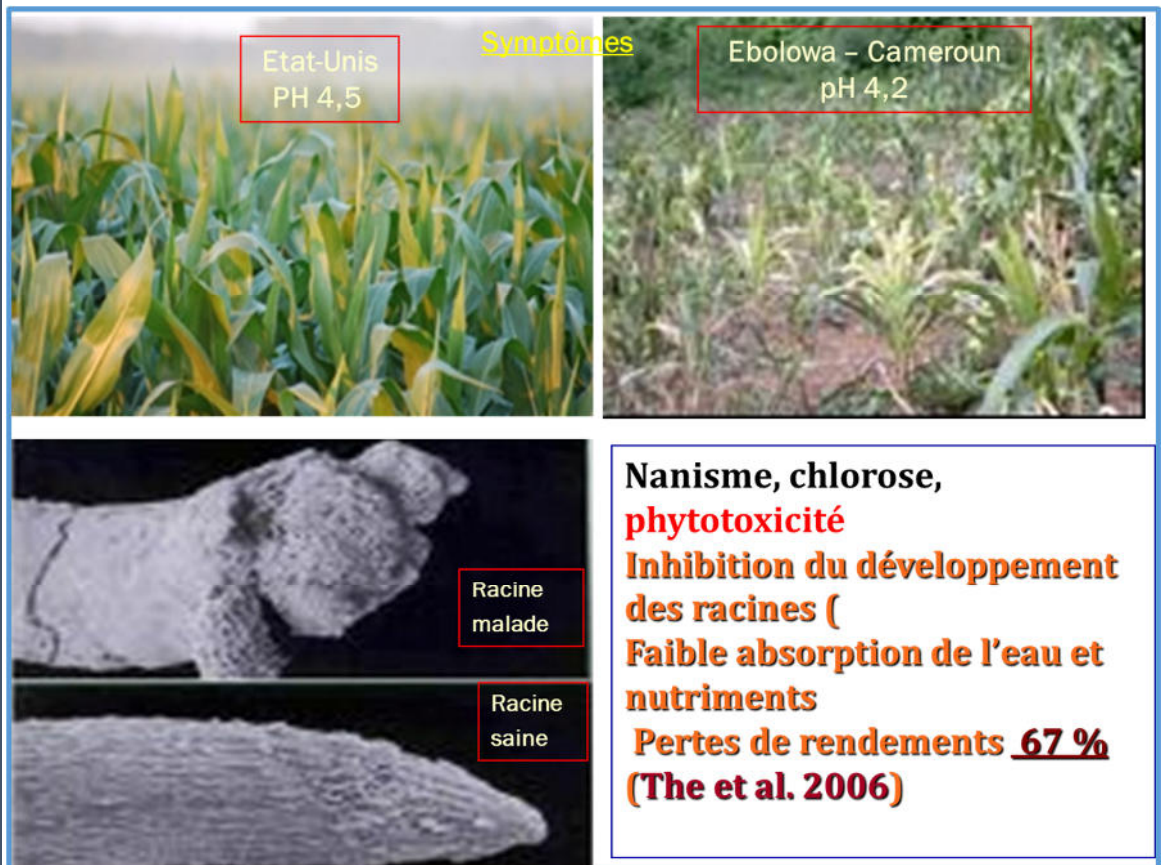 Symptômes
Etat-Unis
PH 4,5
Ebolowa – Cameroun
pH 4,2
Racine
malade
Racine
saine
Nanisme, chlorose,
phytotoxicité
Inhibition du développement
des racines (
Faible absorption de l’eau et
nutriments
Pertes de rendements 67 %
(The et al. 2006)